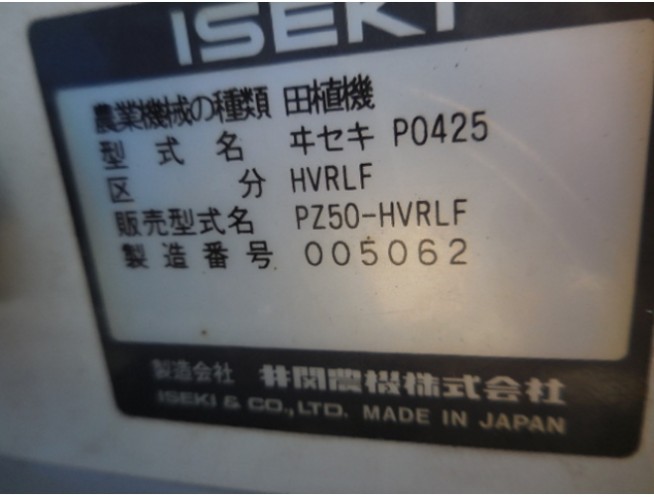 ISEKI
農業機械の種類 田植機
型式名 ヰセキ PO425
区分 HVRLF
販売型式名 PZ50-HVRLF
製造番号 005062
製造会社 井関農機株式会社
ISEKI & CO.,LTD. MADE IN JAPAN